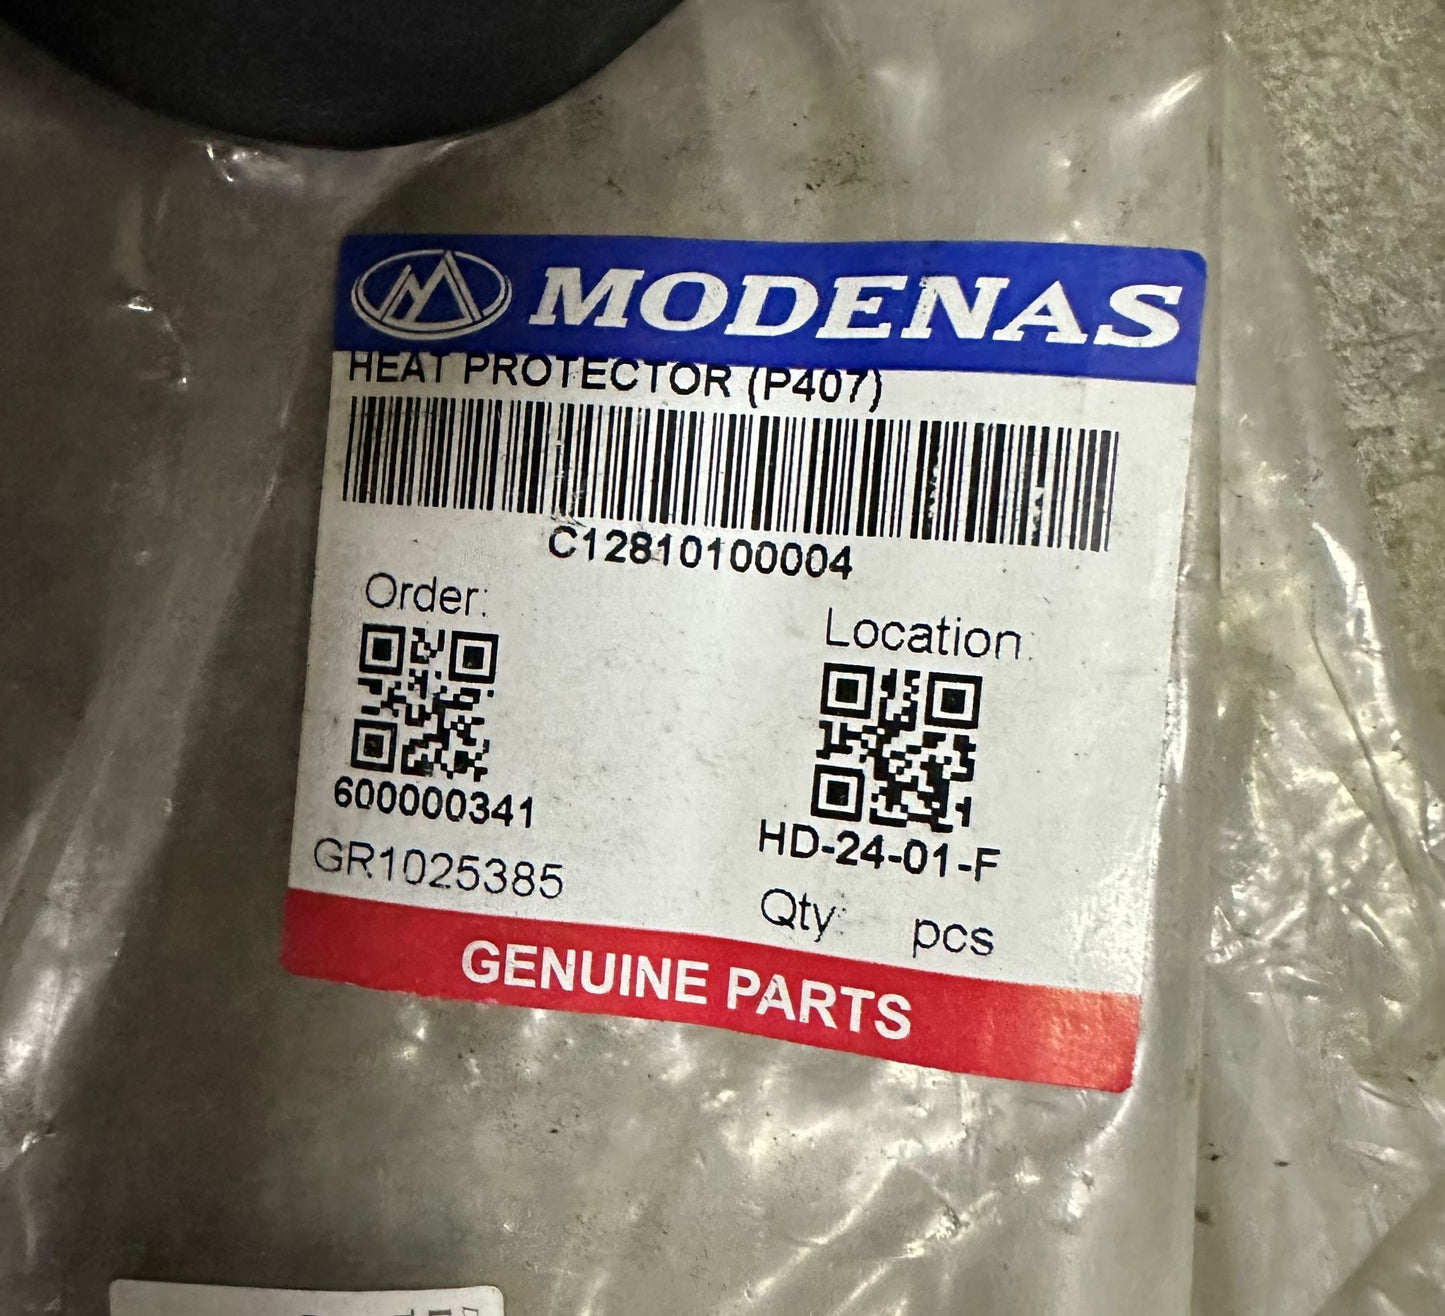 MODENAS
HEAT PROTECTOR (P407)
C12810100004
Order:
600000341
GR1025385
Location:
HD-24-01-F
Qty: pcs
GENUINE PARTS